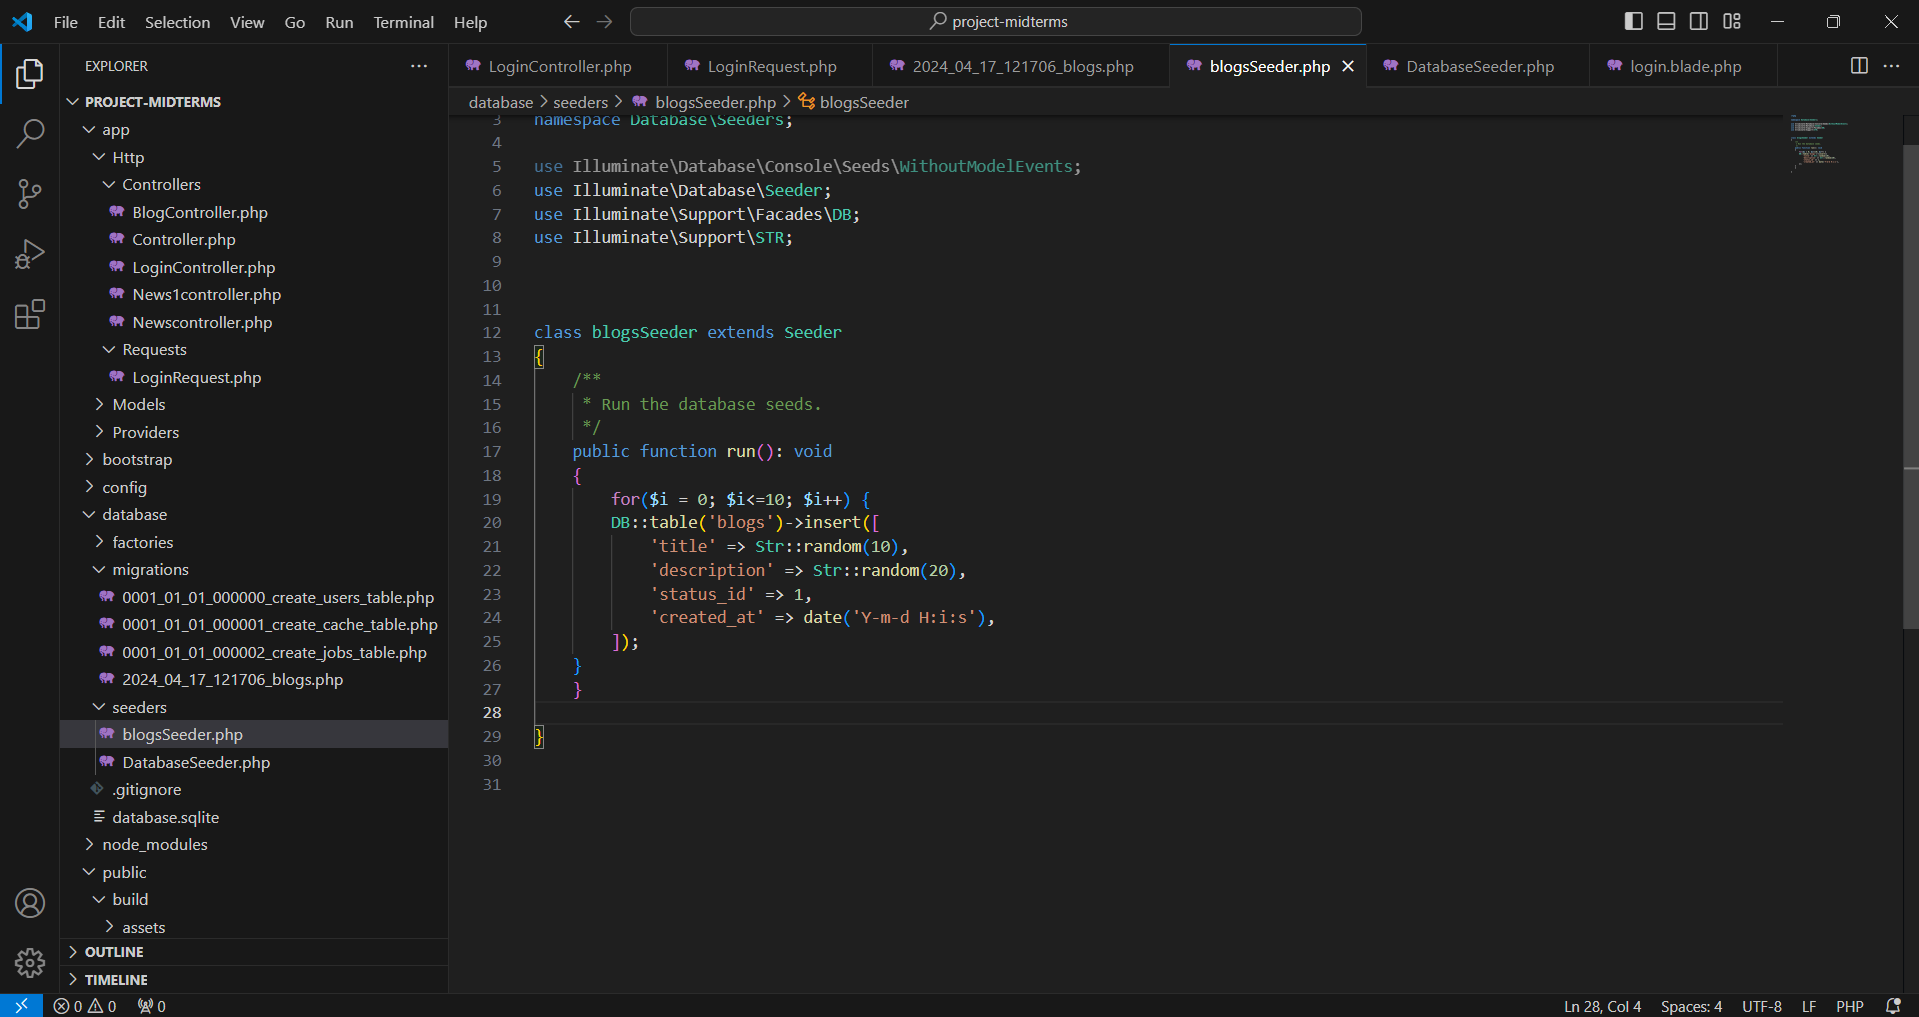 File Edit Selection View Go Run Terminal Help
project-midterms
EXPLORER
PROJECT-MIDTERMS
app
Http
Controllers
BlogController.php
Controller.php
LoginController.php
News1controller.php
Newscontroller.php
Requests
LoginRequest.php
Models
Providers
bootstrap
config
database
factories
migrations
0001_01_01_000000_create_users_table.php
0001_01_01_000001_create_cache_table.php
0001_01_01_000002_create_jobs_table.php
2024_04_17_121706_blogs.php
seeders
blogsSeeder.php
DatabaseSeeder.php
.gitignore
database.sqlite
node_modules
public
build
assets
OUTLINE
TIMELINE
LoginController.php LoginRequest.php 2024_04_17_121706_blogs.php blogsSeeder.php DatabaseSeeder.php login.blade.php
database > seeders > blogsSeeder.php > blogsSeeder
3 namespace Database\Seeders;
4
5 use Illuminate\Database\Console\Seeds\WithoutModelEvents;
6 use Illuminate\Database\Seeder;
7 use Illuminate\Support\Facades\DB;
8 use Illuminate\Support\STR;
9
10
11
12 class blogsSeeder extends Seeder
13 {
14 /**
15 * Run the database seeds.
16 */
17 public function run(): void
18 {
19 for($i = 0; $i<=10; $i++) {
20 DB::table('blogs')->insert([
21 'title' => Str::random(10),
22 'description' => Str::random(20),
23 'status_id' => 1,
24 'created_at' => date('Y-m-d H:i:s'),
25 ]);
26 }
27 }
28
29 }
30
31
0 0 0
Ln 28, Col 4 Spaces: 4 UTF-8 LF PHP